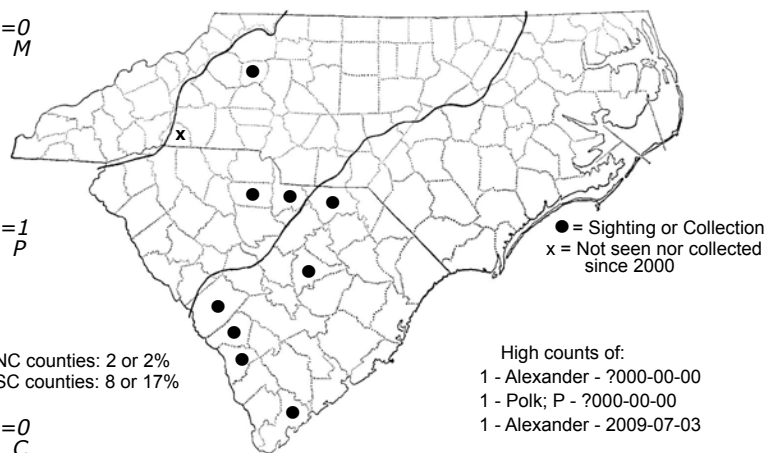 =0
M
x
=1
P
● = Sighting or Collection
x = Not seen nor collected
since 2000
NC counties: 2 or 2%
SC counties: 8 or 17%
High counts of:
1 - Alexander - ?000-00-00
1 - Polk; P - ?000-00-00
1 - Alexander - 2009-07-03
=0
C